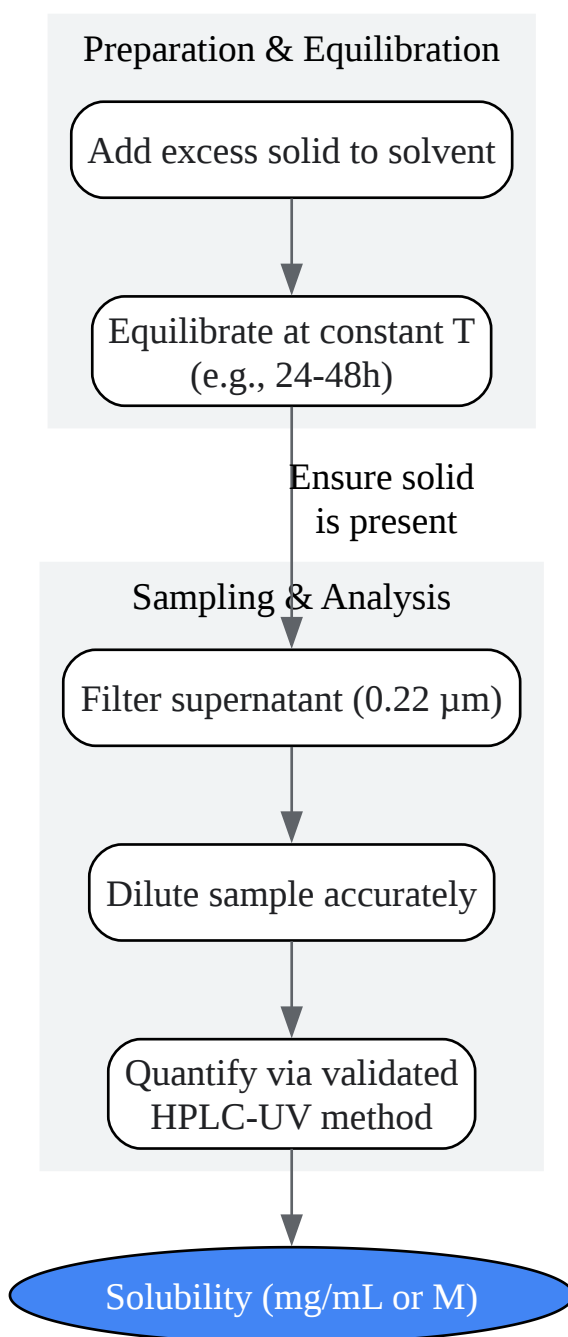 Preparation & Equilibration
Add excess solid to solvent
Equilibrate at constant T
(e.g., 24-48h)
Ensure solid
is present
Sampling & Analysis
Filter supernatant (0.22 µm)
Dilute sample accurately
Quantify via validated
HPLC-UV method
Solubility (mg/mL or M)